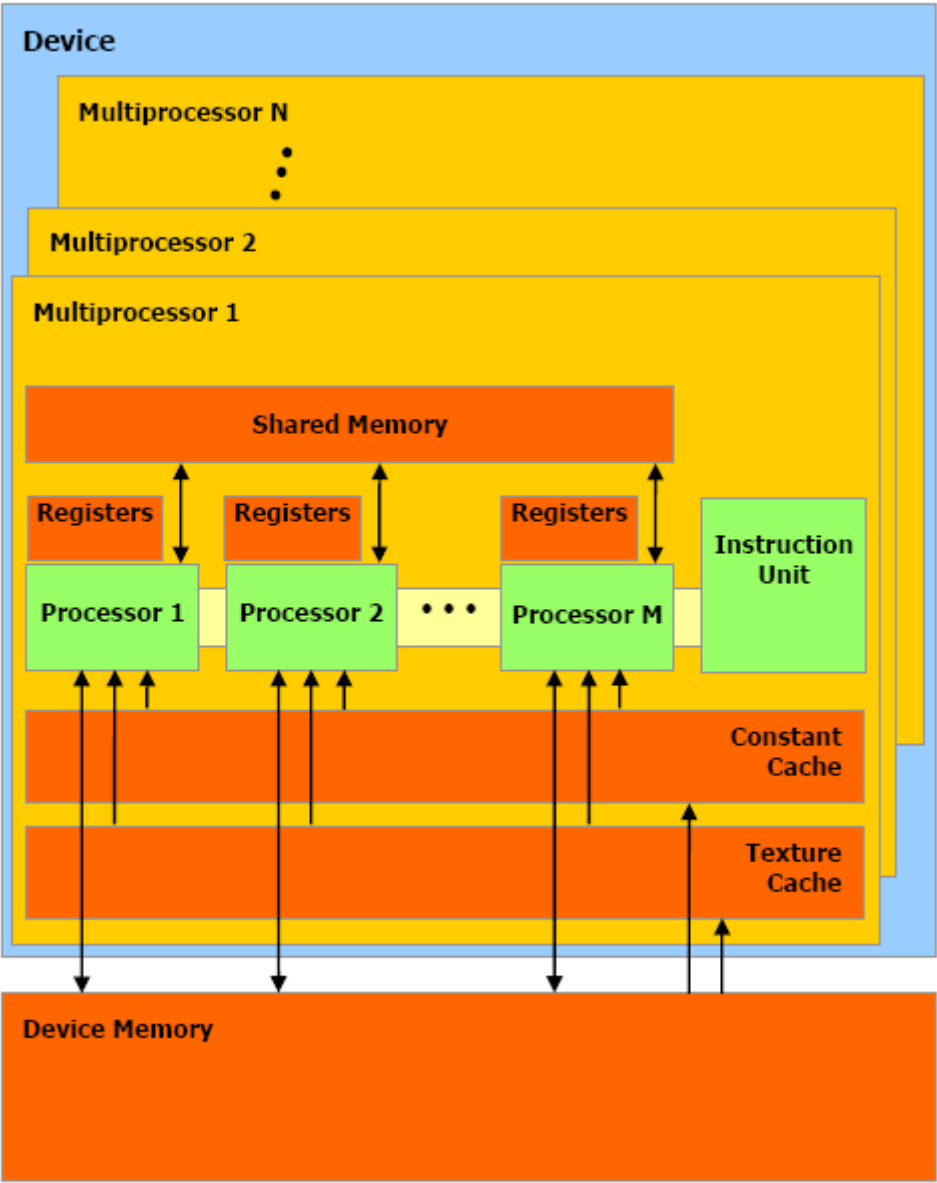 Device
Multiprocessor N
Multiprocessor 2
Multiprocessor 1
Shared Memory
Registers
Registers
Registers
Instruction
Unit
Processor 1
Processor 2
• • •
Processor M
Constant
Cache
Texture
Cache
Device Memory